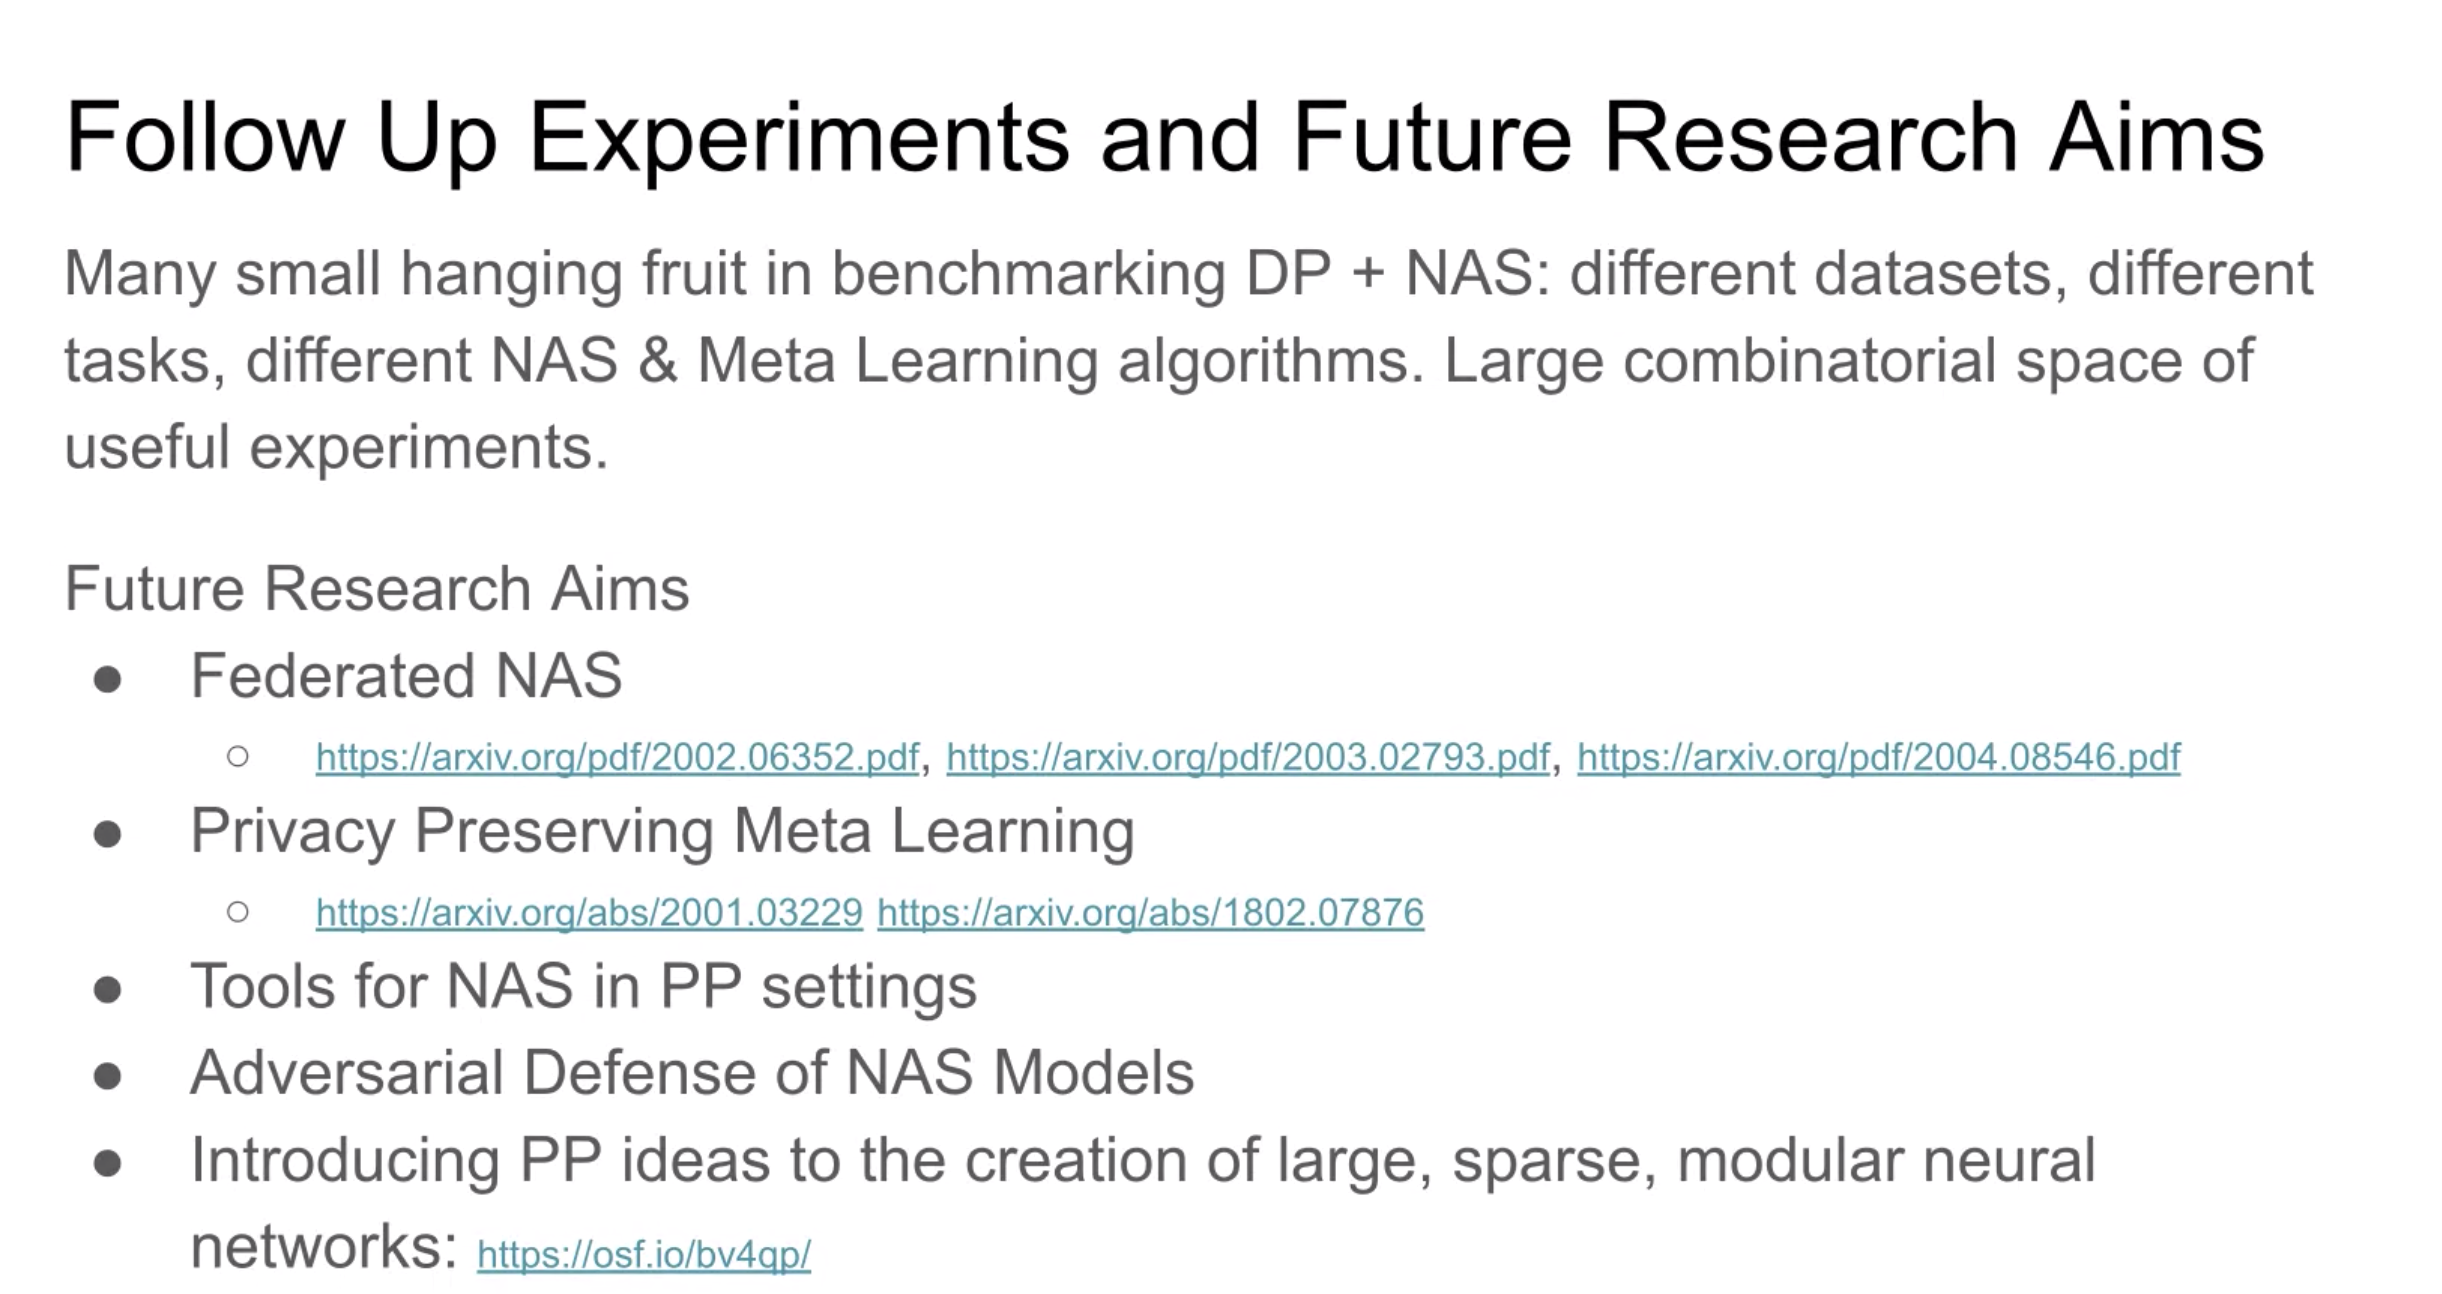 Follow Up Experiments and Future Research Aims
Many small hanging fruit in benchmarking DP + NAS: different datasets, different
tasks, different NAS & Meta Learning algorithms. Large combinatorial space of
useful experiments.
Future Research Aims
● Federated NAS
○ https://arxiv.org/pdf/2002.06352.pdf, https://arxiv.org/pdf/2003.02793.pdf, https://arxiv.org/pdf/2004.08546.pdf
● Privacy Preserving Meta Learning
○ https://arxiv.org/abs/2001.03229 https://arxiv.org/abs/1802.07876
● Tools for NAS in PP settings
● Adversarial Defense of NAS Models
● Introducing PP ideas to the creation of large, sparse, modular neural
networks: https://osf.io/bv4qp/